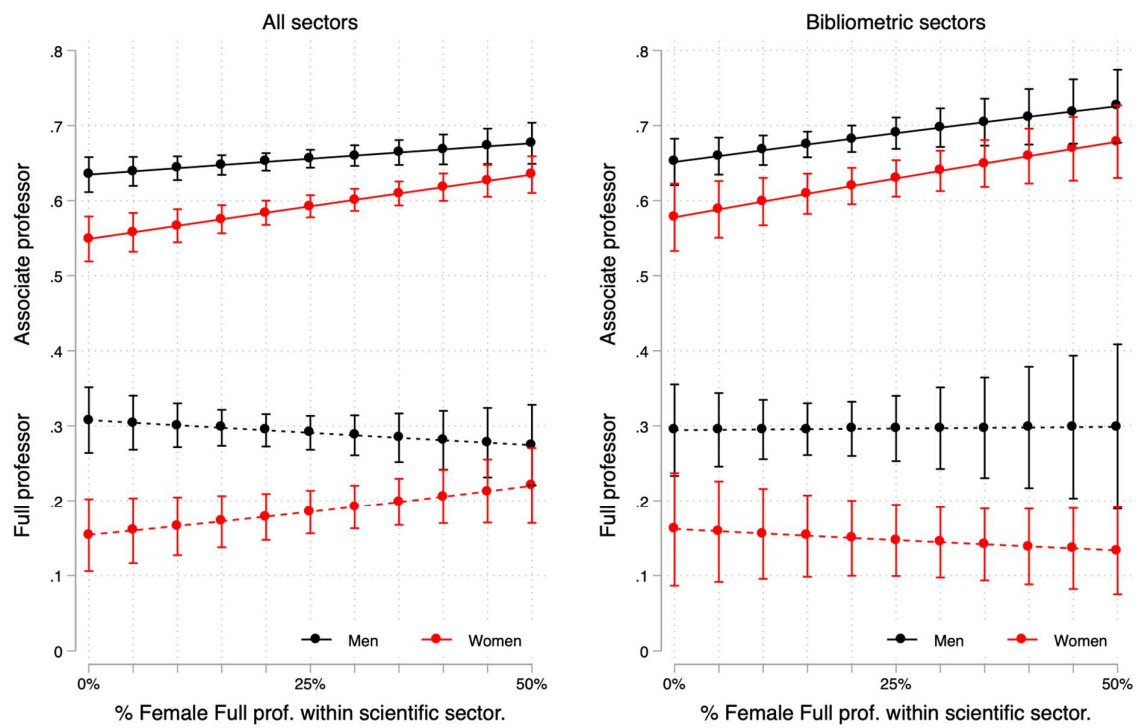 All sectors
.8
.7
.6
.5
.4
.3
.2
.1
0
Associate professor
Full professor
Men
Women
0%
25%
50%
% Female Full prof. within scientific sector.
Bibliometric sectors
.8
.7
.6
.5
.4
.3
.2
.1
0
Associate professor
Full professor
Men
Women
0%
25%
50%
% Female Full prof. within scientific sector.